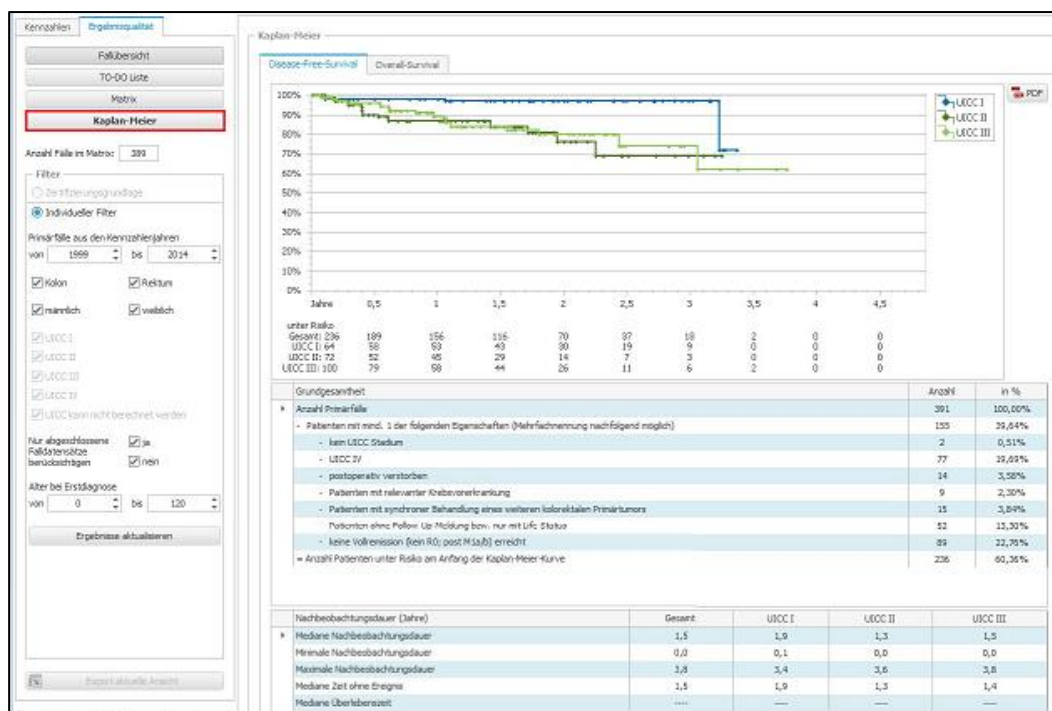 Kennzahlen Ergebnisqualität
Fallübersicht
TO-DO Liste
Matrix
Kaplan-Meier
Anzahl Fälle im Matrix: 389
Filter
Zertifizierungsgrundlage
Individueller Filter
Primärfälle aus den Kennzahlenjahren
von 1999 bis 2014
Kolon Rektum
männlich weiblich
UICC I
UICC II
UICC III
UICC IV
UICC kann nicht berechnet werden
Nur abgeschlossene Falldatensätze berücksichtigen
ja
nein
Alter bei Erstdiagnose
von 0 bis 120
Ergebnisse aktualisieren
Export aktuelle Ansicht
Kaplan-Meier
Disease-Free-Survival Overall-Survival
PDF
UICC I
UICC II
UICC III
100%
90%
80%
70%
60%
50%
40%
30%
20%
10%
0%
Jahre 0,5 1 1,5 2 2,5 3 3,5 4 4,5
unter Risiko
Gesamt: 236 189 156 116 70 37 18 2 0 0
UICC I: 64 58 53 43 30 19 9 0 0 0
UICC II: 72 52 45 29 14 7 3 0 0 0
UICC III: 100 79 58 44 26 11 6 2 0 0
Grundgesamtheit Anzahl in %
Anzahl Primärfälle 391 100,00%
- Patienten mit mind. 1 der folgenden Eigenschaften (Mehrfachnennung nachfolgend möglich) 155 39,64%
- kein UICC Stadium 2 0,51%
- UICC IV 77 19,69%
- postoperativ verstorben 14 3,58%
- Patienten mit relevanter Krebsvorerkrankung 9 2,30%
- Patienten mit synchroner Behandlung eines weiteren kolorektalen Primärtumors 15 3,84%
Patienten ohne Follow Up Meldung bzw. nur mit Life Status 52 13,30%
- keine Vollremission (kein R0; post M1a/b) erreicht 89 22,76%
= Anzahl Patienten unter Risiko am Anfang der Kaplan-Meier-Kurve 236 60,36%
Nachbeobachtungsdauer (Jahre) Gesamt UICC I UICC II UICC III
Mediane Nachbeobachtungsdauer 1,5 1,9 1,3 1,5
Minimale Nachbeobachtungsdauer 0,0 0,1 0,0 0,0
Maximale Nachbeobachtungsdauer 3,8 3,4 3,6 3,8
Mediane Zeit ohne Ereignis 1,5 1,9 1,3 1,4
Mediane Überlebenszeit ---- ---- ---- ----